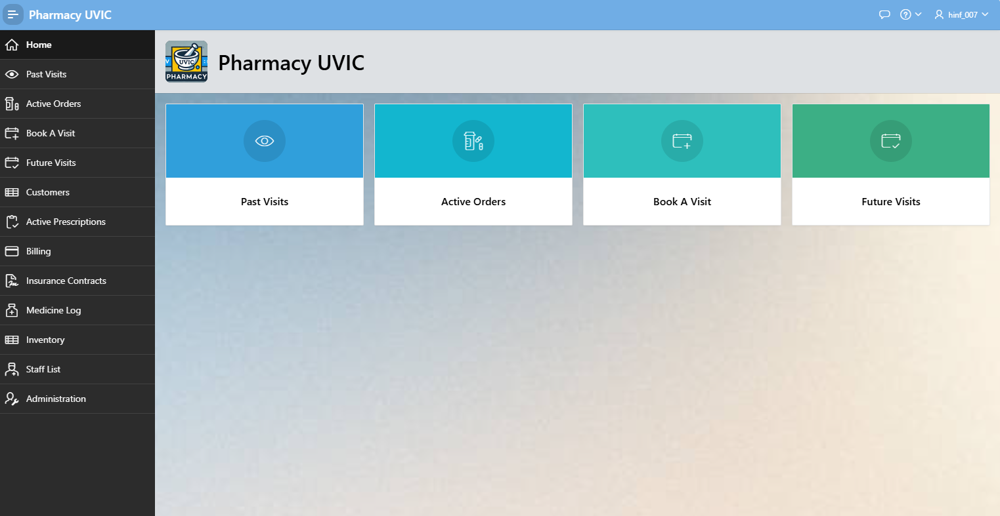 Pharmacy UVIC
hinf_007
Home
Past Visits
Active Orders
Book A Visit
Future Visits
Customers
Active Prescriptions
Billing
Insurance Contracts
Medicine Log
Inventory
Staff List
Administration
UVIC
PHARMACY
Pharmacy UVIC
Past Visits
Active Orders
Book A Visit
Future Visits